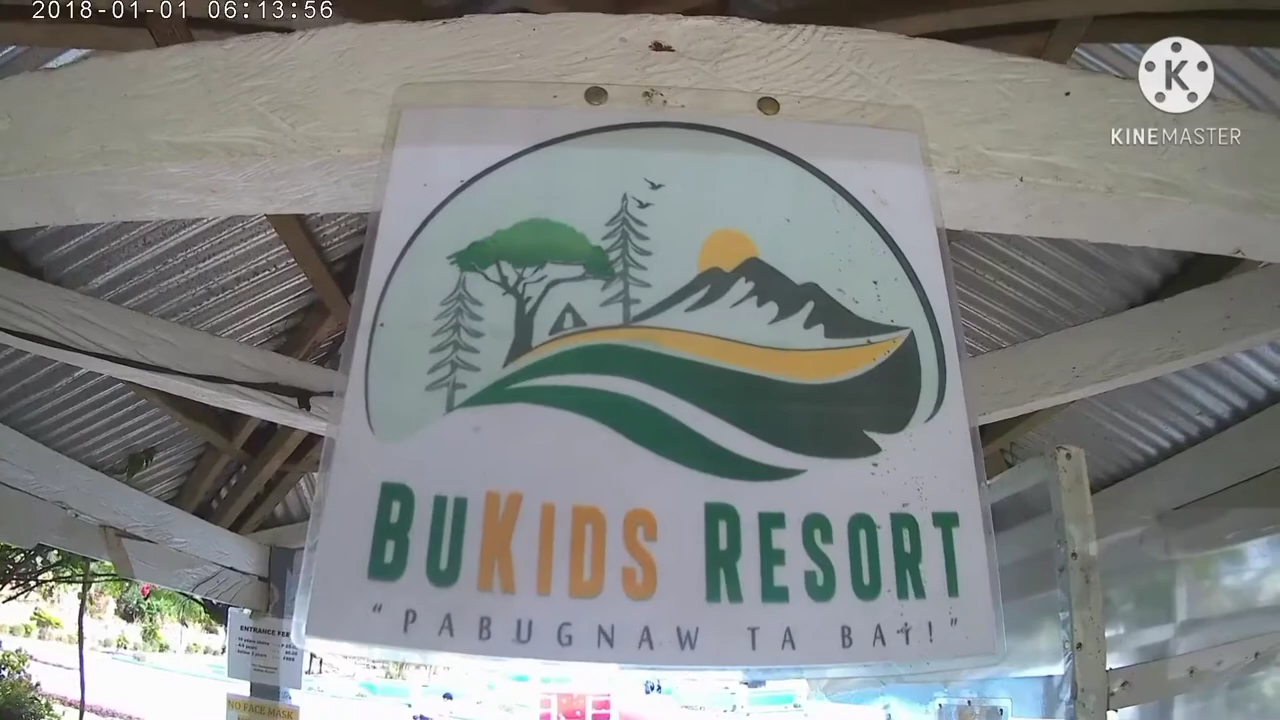 2018-01-01 06:13:56
K
KINEMASTER
BUKIDS RESORT
"PABUGNAW TA BAI!"
ENTRANCE FEE
NO FACE MASK